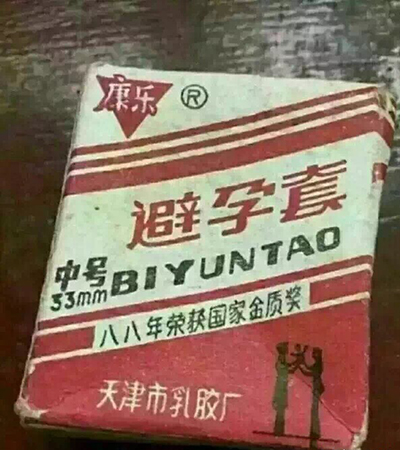 康乐 ®
避孕套
中号
33mm
BIYUNTAO
八八年荣获国家金质奖
天津市乳胶厂